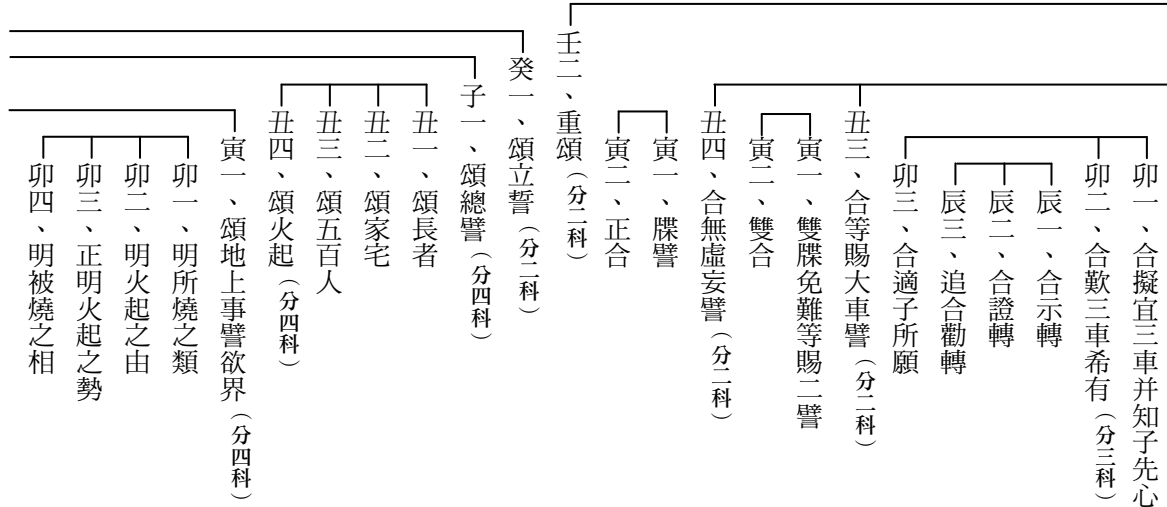 卯一、合擬宜三車并知子先心
卯二、合歎三車希有（分三科）
辰一、合示轉
辰二、合證轉
辰三、追合勸轉
卯三、合適子所願
丑三、合等賜大車譬（分二科）
寅一、雙牒免難等賜二譬
寅二、雙合
丑四、合無虛妄譬（分二科）
寅一、牒譬
寅二、正合
壬二、重頌（分二科）
癸一、頌立譬（分二科）
子一、頌總譬（分四科）
丑一、頌長者
丑二、頌家宅
丑三、頌五百人
丑四、頌火起（分四科）
寅一、頌地上事譬欲界（分四科）
卯一、明所燒之類
卯二、明火起之由
卯三、正明火起之勢
卯四、明被燒之相